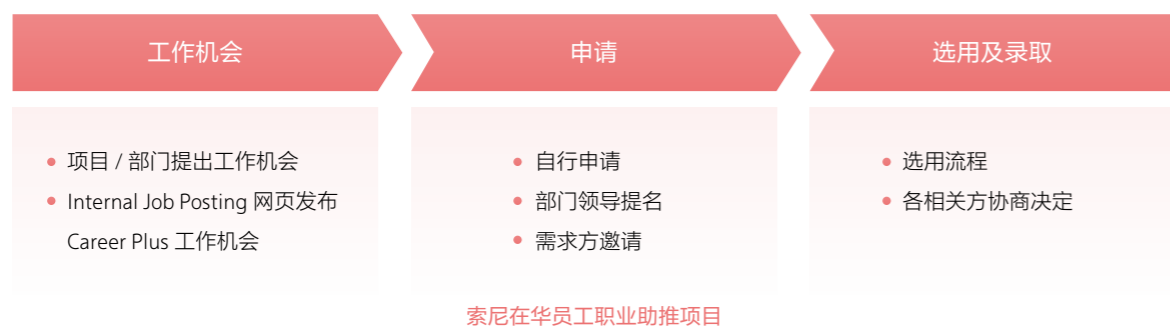 工作机会
项目 / 部门提出工作机会
Internal Job Posting 网页发布
Career Plus 工作机会
申请
自行申请
部门领导提名
需求方邀请
选用及录取
选用流程
各相关方协商决定
索尼在华员工职业助推项目